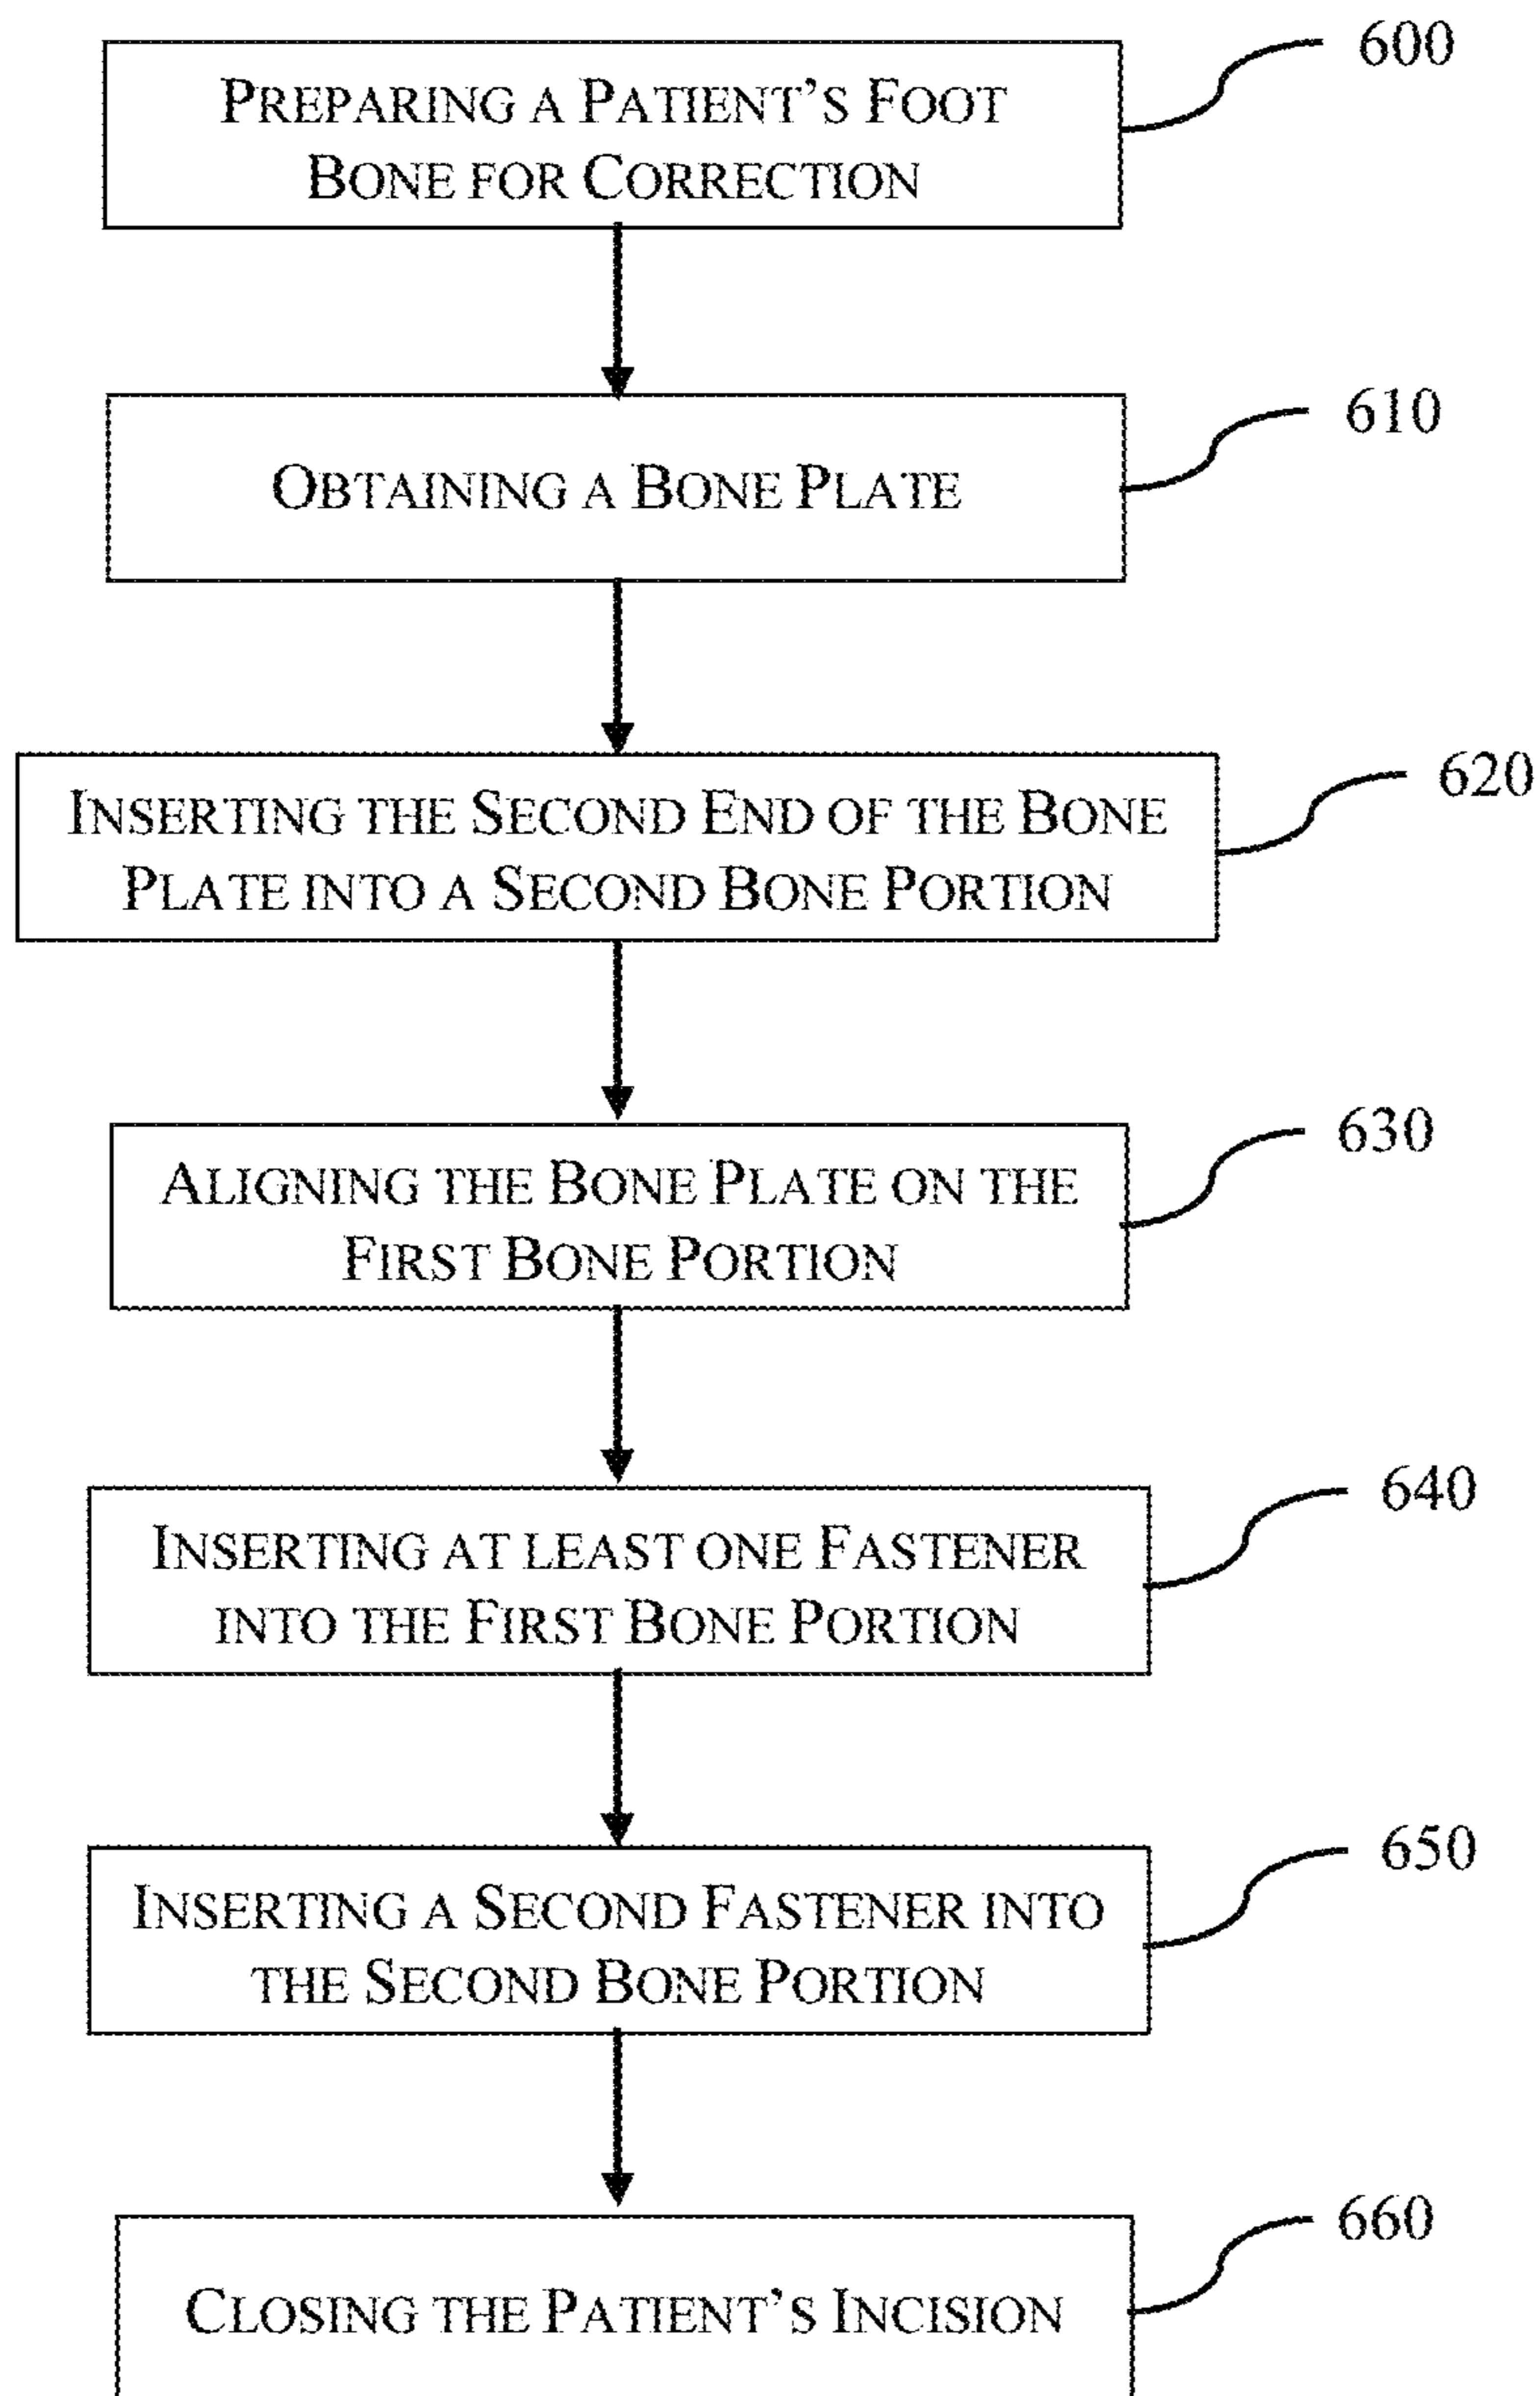 600
PREPARING A PATIENT'S FOOT
BONE FOR CORRECTION
610
OBTAINING A BONE PLATE
620
INSERTING THE SECOND END OF THE BONE
PLATE INTO A SECOND BONE PORTION
630
ALIGNING THE BONE PLATE ON THE
FIRST BONE PORTION
640
INSERTING AT LEAST ONE FASTENER
INTO THE FIRST BONE PORTION
650
INSERTING A SECOND FASTENER INTO
THE SECOND BONE PORTION
660
CLOSING THE PATIENT'S INCISION